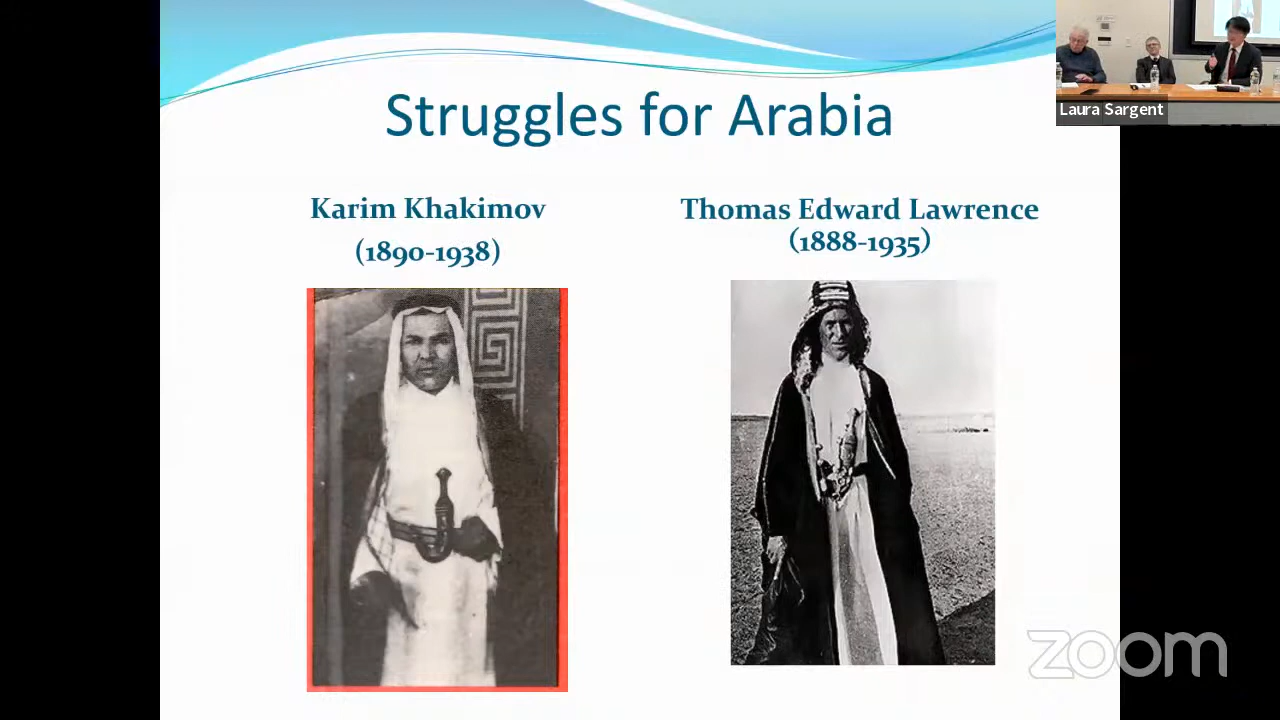 Struggles for Arabia
Laura Sargent
Karim Khakimov
(1890-1938)
Thomas Edward Lawrence
(1888-1935)
zoom